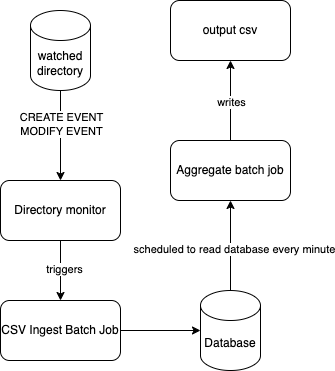 watched
directory
CREATE EVENT
MODIFY EVENT
Directory monitor
triggers
CSV Ingest Batch Job
Database
scheduled to read database every minute
Aggregate batch job
writes
output csv